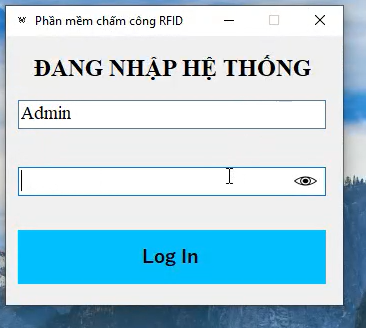 Phần mềm chấm công RFID
ĐANG NHẬP HỆ THỐNG
Admin
Log In